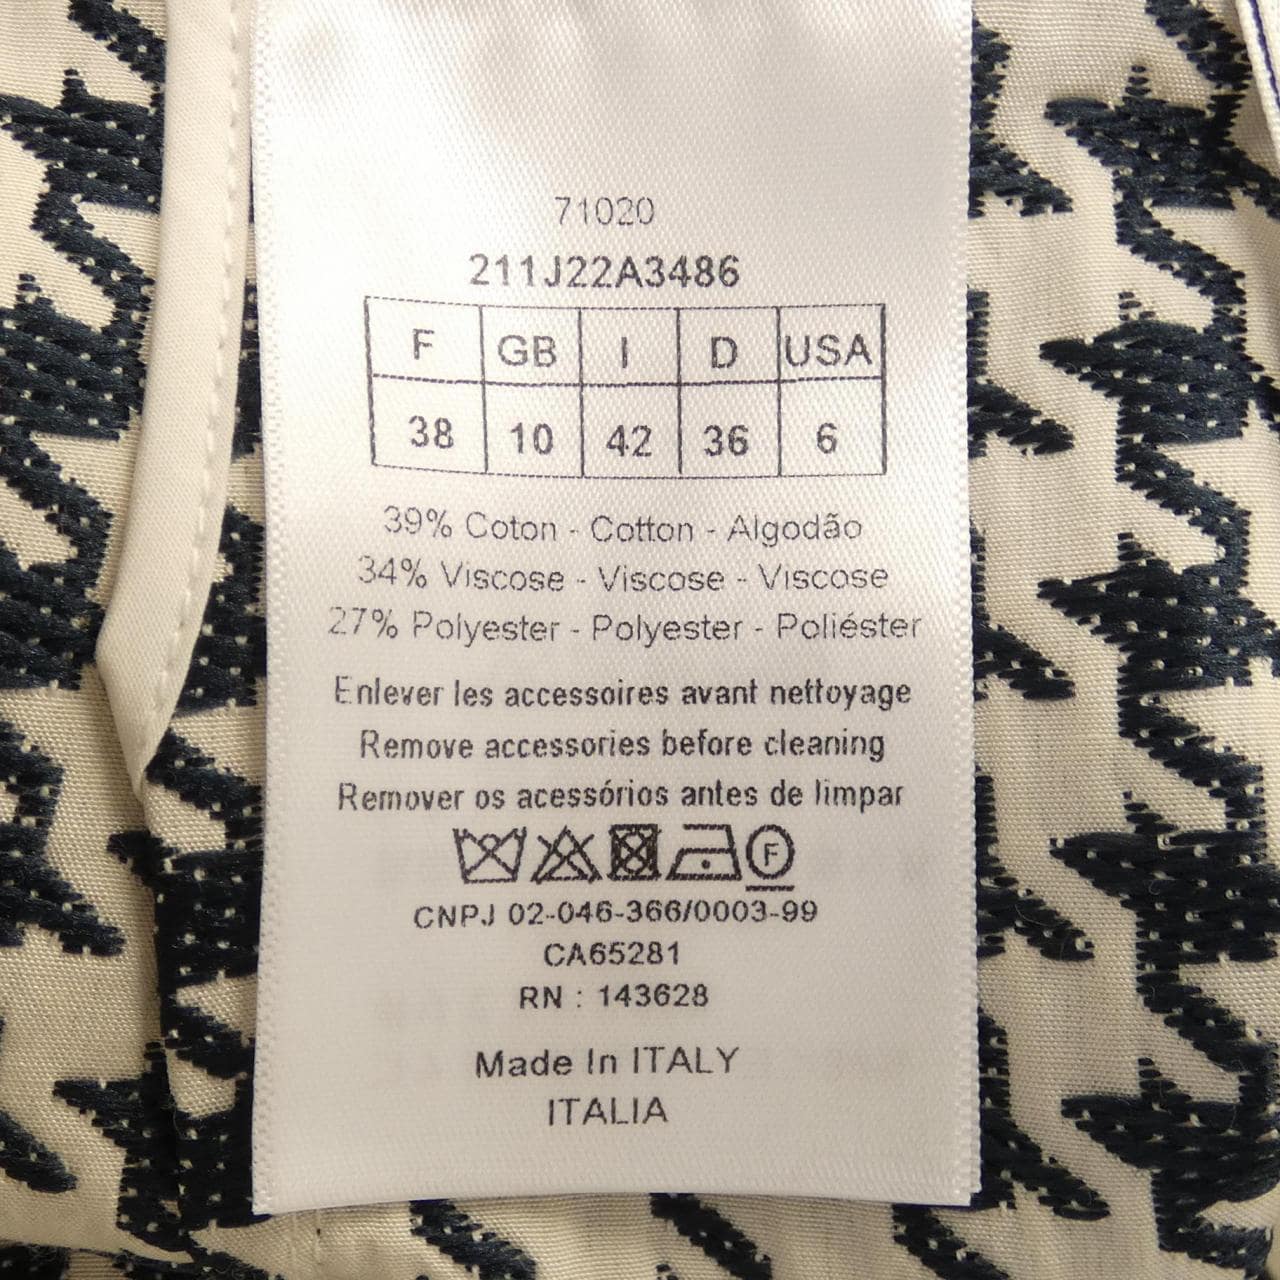 71020
211J22A3486
F GB I D USA
38 10 42 36 6
39% Coton - Cotton - Algodão
34% Viscose - Viscose - Viscose
27% Polyester - Polyester - Poliéster
Enlever les accessoires avant nettoyage
Remove accessories before cleaning
Remover os acessórios antes de limpar
F
CNPJ 02-046-366/0003-99
CA65281
RN : 143628
Made In ITALY
ITALIA